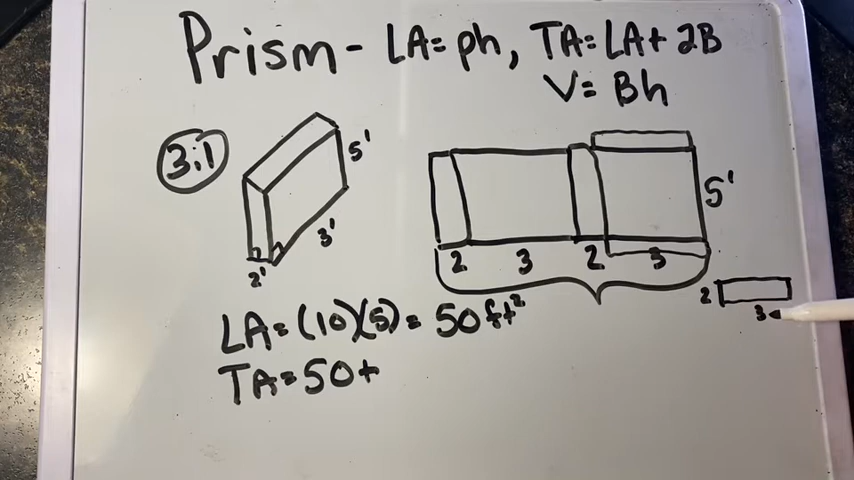 Prism - LA= ph, TA= LA+ 2B
V= Bh
3:1
5'
3'
2'
5'
2 3 2 3
2
3
LA= (10)(5)= 50 ft²
TA= 50+